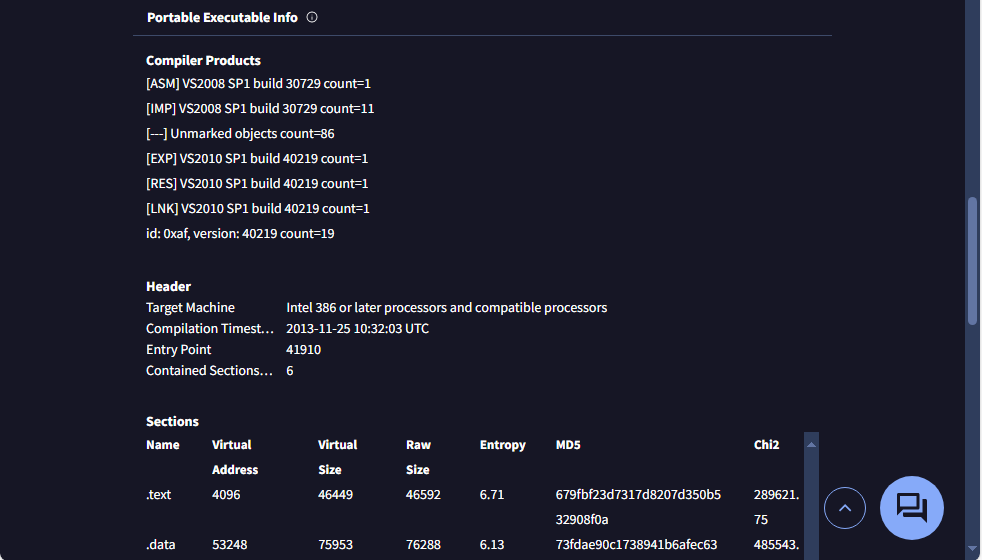 Portable Executable Info
Compiler Products
[ASM] VS2008 SP1 build 30729 count=1
[IMP] VS2008 SP1 build 30729 count=11
[---] Unmarked objects count=86
[EXP] VS2010 SP1 build 40219 count=1
[RES] VS2010 SP1 build 40219 count=1
[LNK] VS2010 SP1 build 40219 count=1
id: 0xaf, version: 40219 count=19
Header
Target Machine Intel 386 or later processors and compatible processors
Compilation Timest... 2013-11-25 10:32:03 UTC
Entry Point 41910
Contained Sections... 6
Sections
Name Virtual Virtual Raw Entropy MD5 Chi2
Address Size Size
.text 4096 46449 46592 6.71 679fbf23d7317d8207d350b5 289621.
32908f0a 75
.data 53248 75953 76288 6.13 73fdae90c1738941b6afec63 485543.